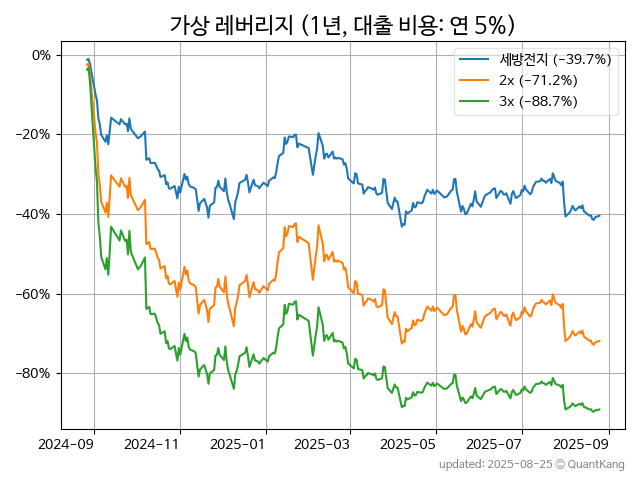 가상 레버리지 (1년, 대출 비용: 연 5%)
세방전지 (−39.7%)
2x (−71.2%)
3x (−88.7%)
0%
−20%
−40%
−60%
−80%
2024-09 2024-11 2025-01 2025-03 2025-05 2025-07 2025-09
updated: 2025-08-25 © QuantKang